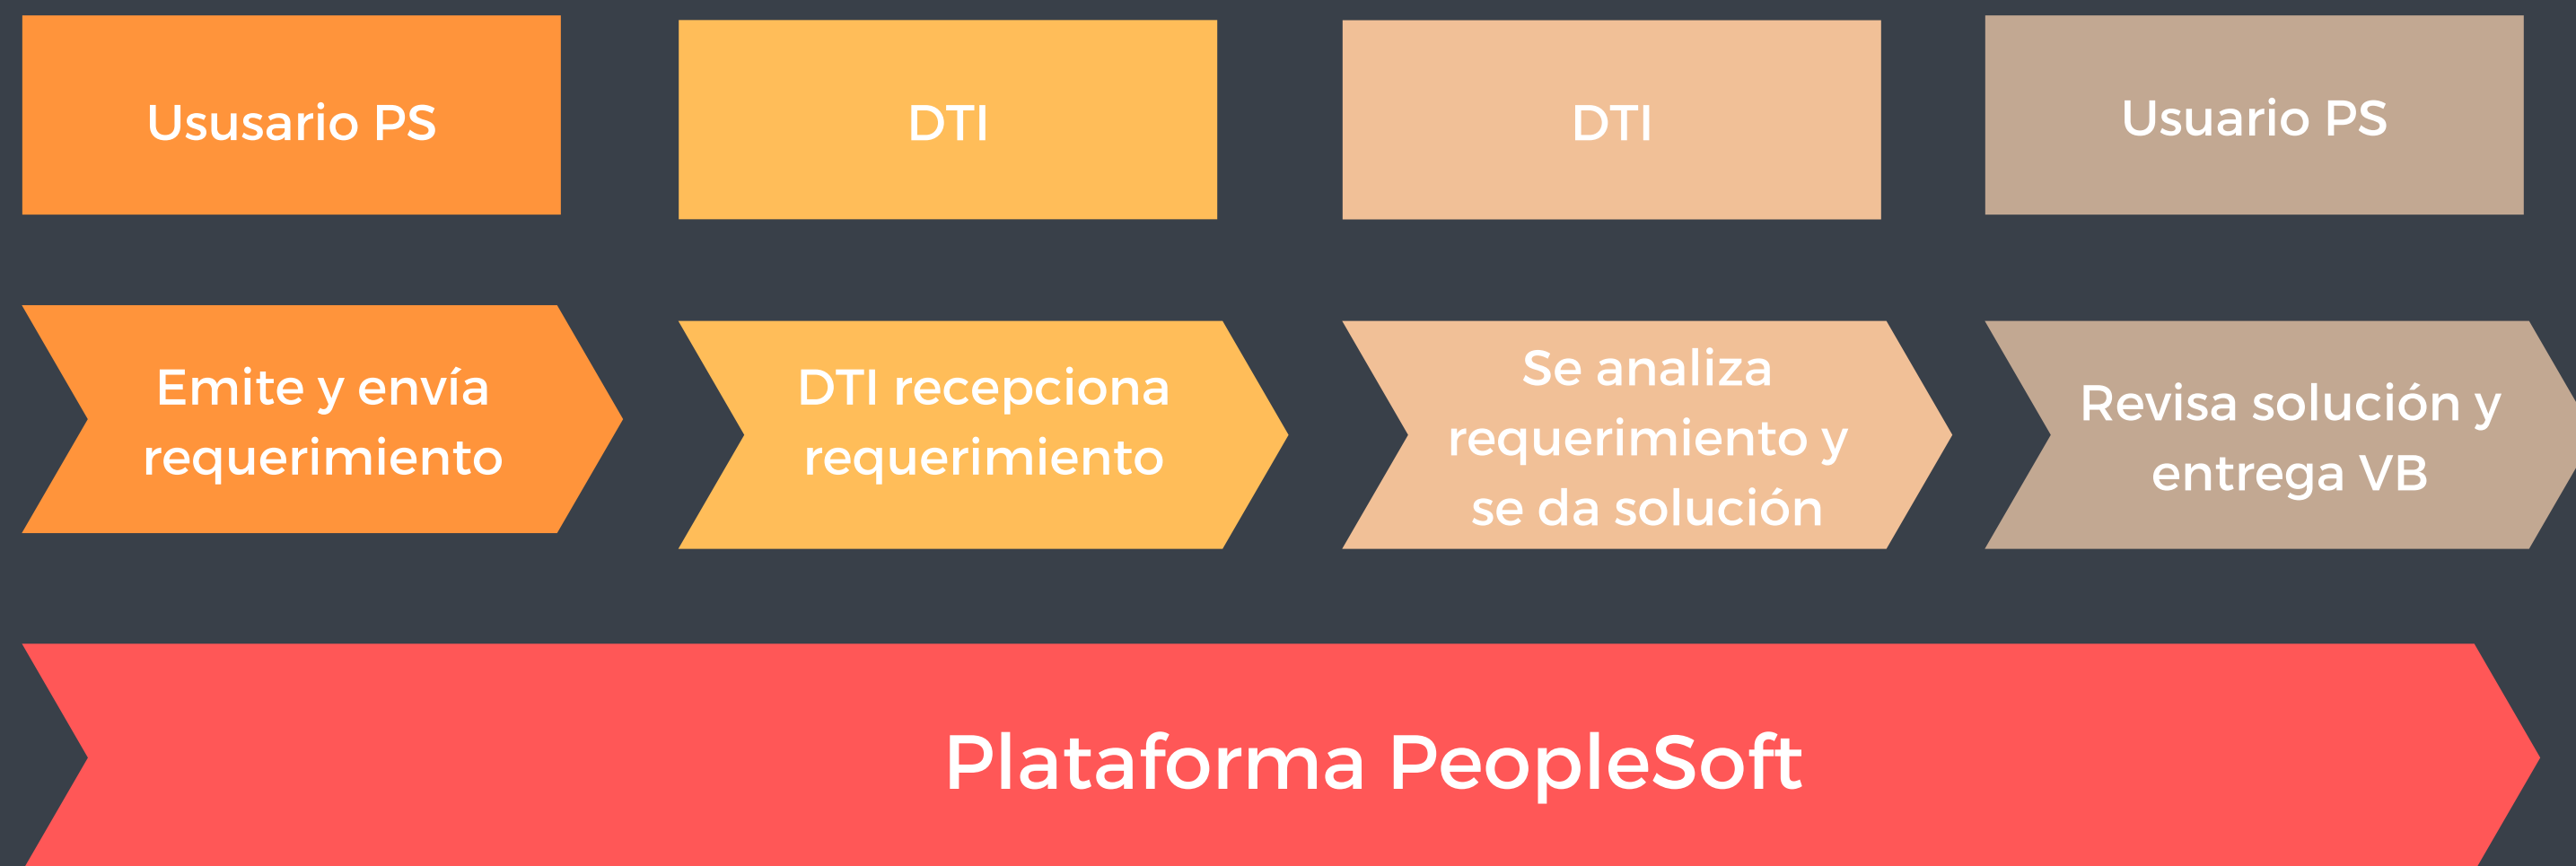 Ususario PS
DTI
DTI
Usuario PS
Emite y envía
requerimiento
DTI recepciona
requerimiento
Se analiza
requerimiento y
se da solución
Revisa solución y
entrega VB
Plataforma PeopleSoft